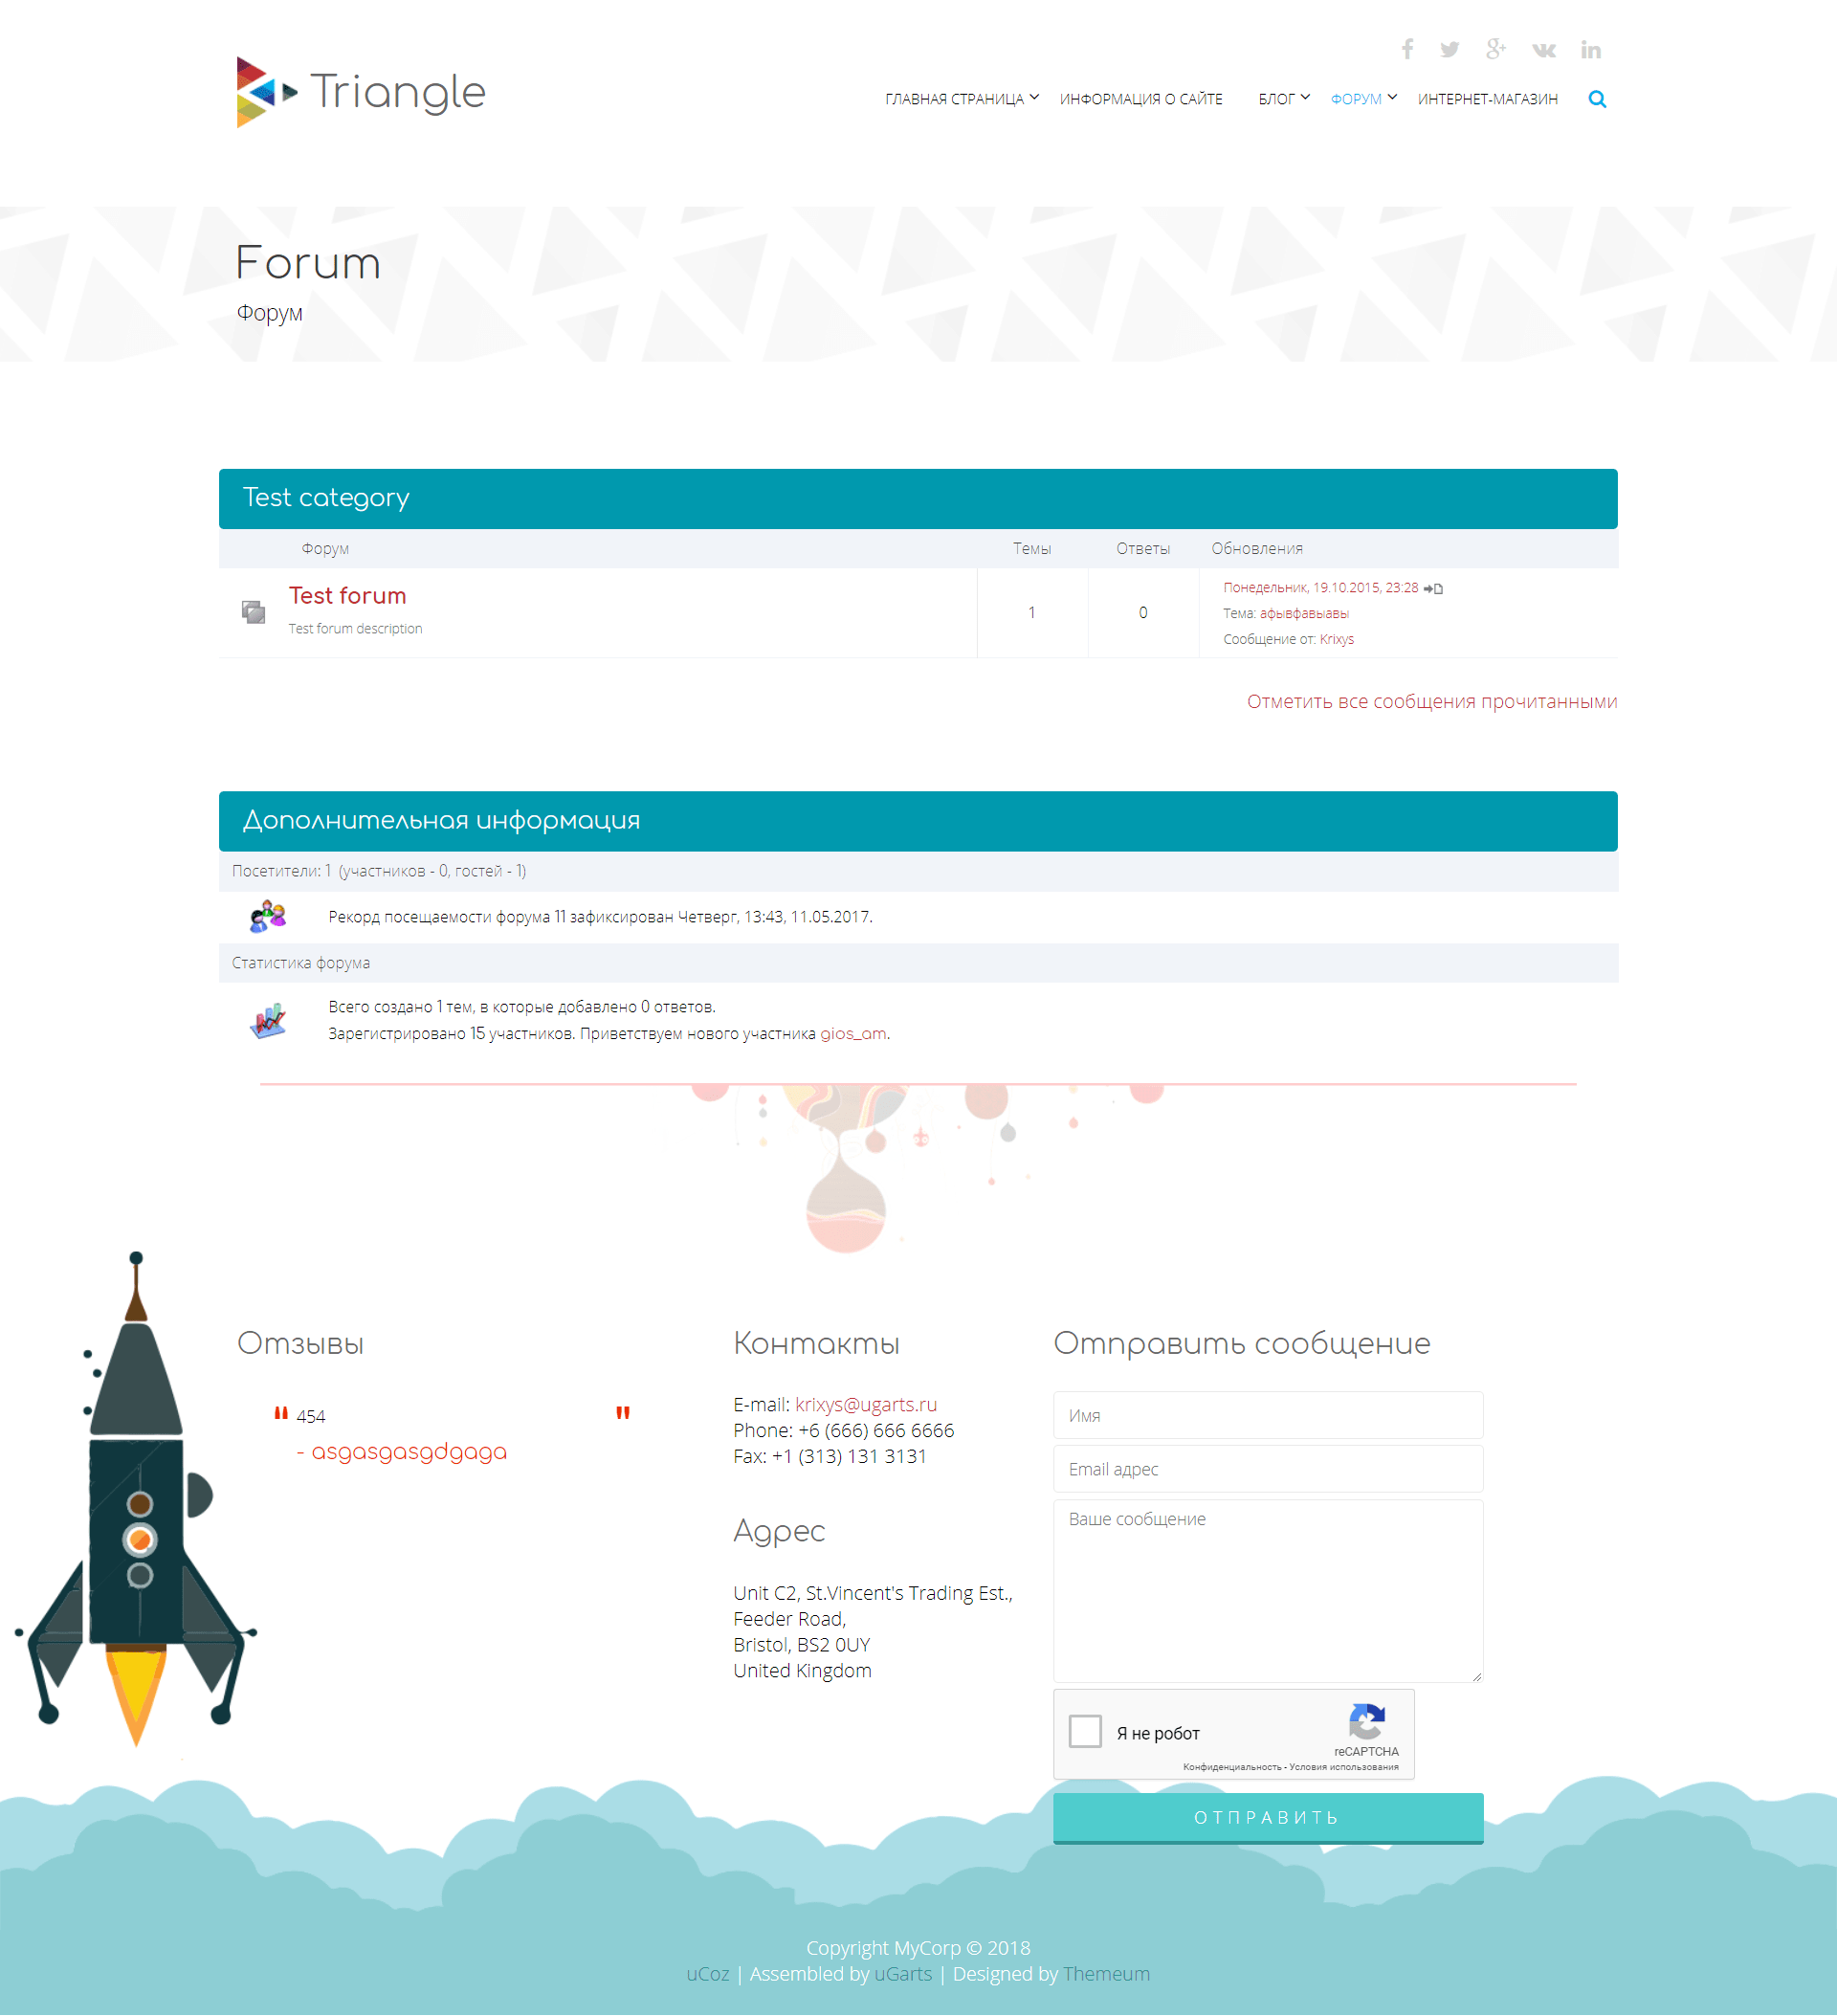 Triangle
ГЛАВНАЯ СТРАНИЦА
ИНФОРМАЦИЯ О САЙТЕ
БЛОГ
ФОРУМ
ИНТЕРНЕТ-МАГАЗИН
Forum
Форум
Test category
Форум
Темы
Ответы
Обновления
Test forum
Test forum description
1
0
Понедельник, 19.10.2015, 23:28
Тема: афывфавыавы
Сообщение от: Krixys
Отметить все сообщения прочитанными
Дополнительная информация
Посетители: 1 (участников - 0, гостей - 1)
Рекорд посещаемости форума 11 зафиксирован Четверг, 13:43, 11.05.2017.
Статистика форума
Всего создано 1 тем, в которые добавлено 0 ответов.
Зарегистрировано 15 участников. Приветствуем нового участника gios_am.
Отзывы
" 454 "
- asgasgasgdgaga
Контакты
E-mail: krixys@ugarts.ru
Phone: +6 (666) 666 6666
Fax: +1 (313) 131 3131
Адрес
Unit C2, St.Vincent's Trading Est.,
Feeder Road,
Bristol, BS2 0UY
United Kingdom
Отправить сообщение
Имя
Email адрес
Ваше сообщение
Я не робот
reCAPTCHA
Конфиденциальность - Условия использования
ОТПРАВИТЬ
Copyright MyCorp © 2018
uCoz | Assembled by uGarts | Designed by Themeum